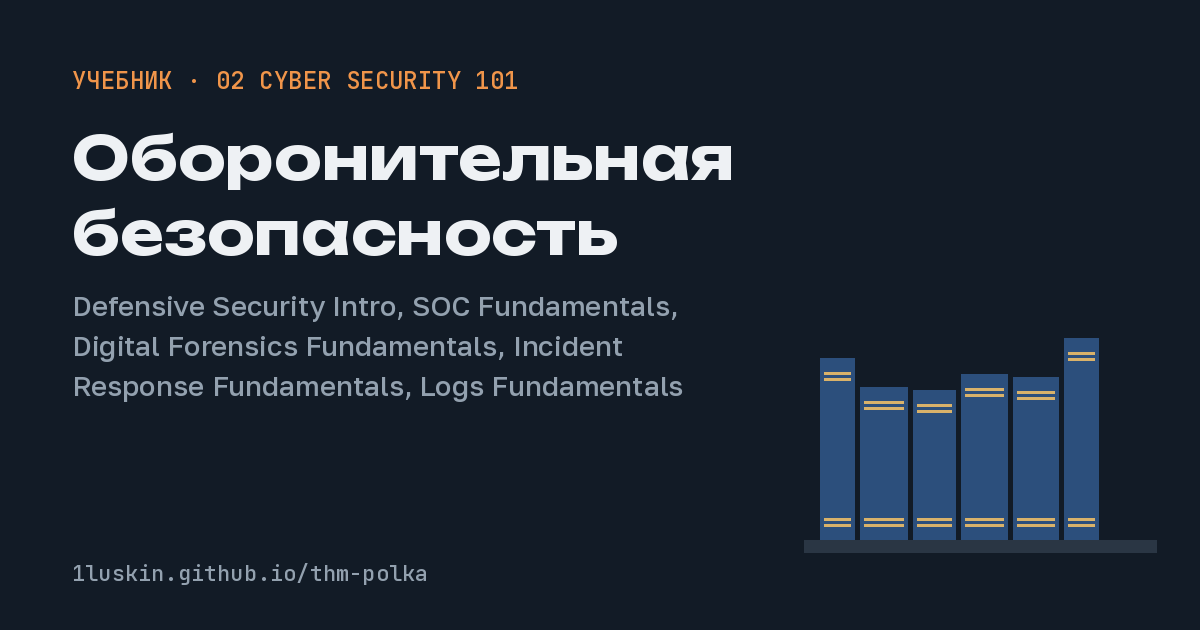 УЧЕБНИК · 02 CYBER SECURITY 101
Оборонительная
безопасность
Defensive Security Intro, SOC Fundamentals,
Digital Forensics Fundamentals, Incident
Response Fundamentals, Logs Fundamentals
1luskin.github.io/thm-polka